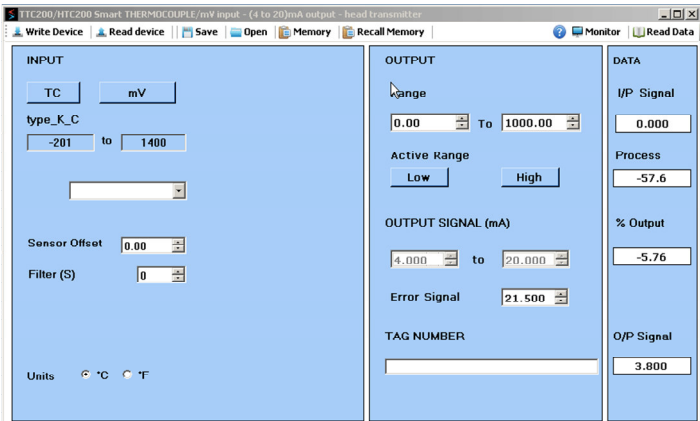 TTC200/HTC200 Smart THERMOCOUPLE/mV input - (4 to 20)mA output - head transmitter
Write Device Read device Save Open Memory Recall Memory Monitor Read Data
INPUT
TC mV
type_K_C
-201 to 1400
Sensor Offset 0.00
Filter (S) 0
Units °C °F
OUTPUT
Range
0.00 To 1000.00
Active Range
Low High
OUTPUT SIGNAL (mA)
4.000 to 20.000
Error Signal 21.500
TAG NUMBER
DATA
I/P Signal
0.000
Process
-57.6
% Output
-5.76
O/P Signal
3.800